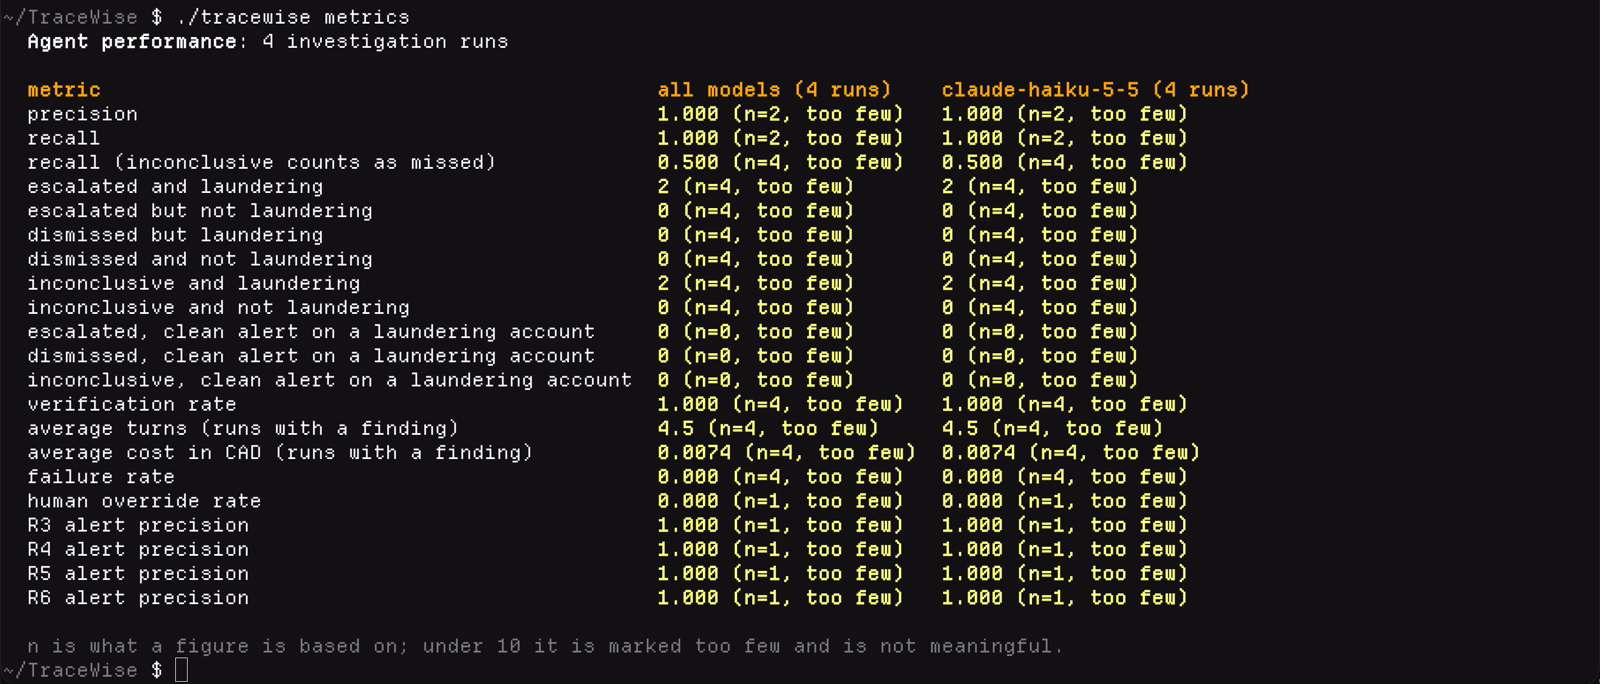 ~/TraceWise $ ./tracewise metrics
Agent performance: 4 investigation runs
metric all models (4 runs) claude-haiku-5-5 (4 runs)
precision 1.000 (n=2, too few) 1.000 (n=2, too few)
recall 1.000 (n=2, too few) 1.000 (n=2, too few)
recall (inconclusive counts as missed) 0.500 (n=4, too few) 0.500 (n=4, too few)
escalated and laundering 2 (n=4, too few) 2 (n=4, too few)
escalated but not laundering 0 (n=4, too few) 0 (n=4, too few)
dismissed but laundering 0 (n=4, too few) 0 (n=4, too few)
dismissed and not laundering 0 (n=4, too few) 0 (n=4, too few)
inconclusive and laundering 2 (n=4, too few) 2 (n=4, too few)
inconclusive and not laundering 0 (n=4, too few) 0 (n=4, too few)
escalated, clean alert on a laundering account 0 (n=0, too few) 0 (n=0, too few)
dismissed, clean alert on a laundering account 0 (n=0, too few) 0 (n=0, too few)
inconclusive, clean alert on a laundering account 0 (n=0, too few) 0 (n=0, too few)
verification rate 1.000 (n=4, too few) 1.000 (n=4, too few)
average turns (runs with a finding) 4.5 (n=4, too few) 4.5 (n=4, too few)
average cost in CAD (runs with a finding) 0.0074 (n=4, too few) 0.0074 (n=4, too few)
failure rate 0.000 (n=4, too few) 0.000 (n=4, too few)
human override rate 0.000 (n=1, too few) 0.000 (n=1, too few)
R3 alert precision 1.000 (n=1, too few) 1.000 (n=1, too few)
R4 alert precision 1.000 (n=1, too few) 1.000 (n=1, too few)
R5 alert precision 1.000 (n=1, too few) 1.000 (n=1, too few)
R6 alert precision 1.000 (n=1, too few) 1.000 (n=1, too few)
n is what a figure is based on; under 10 it is marked too few and is not meaningful.
~/TraceWise $